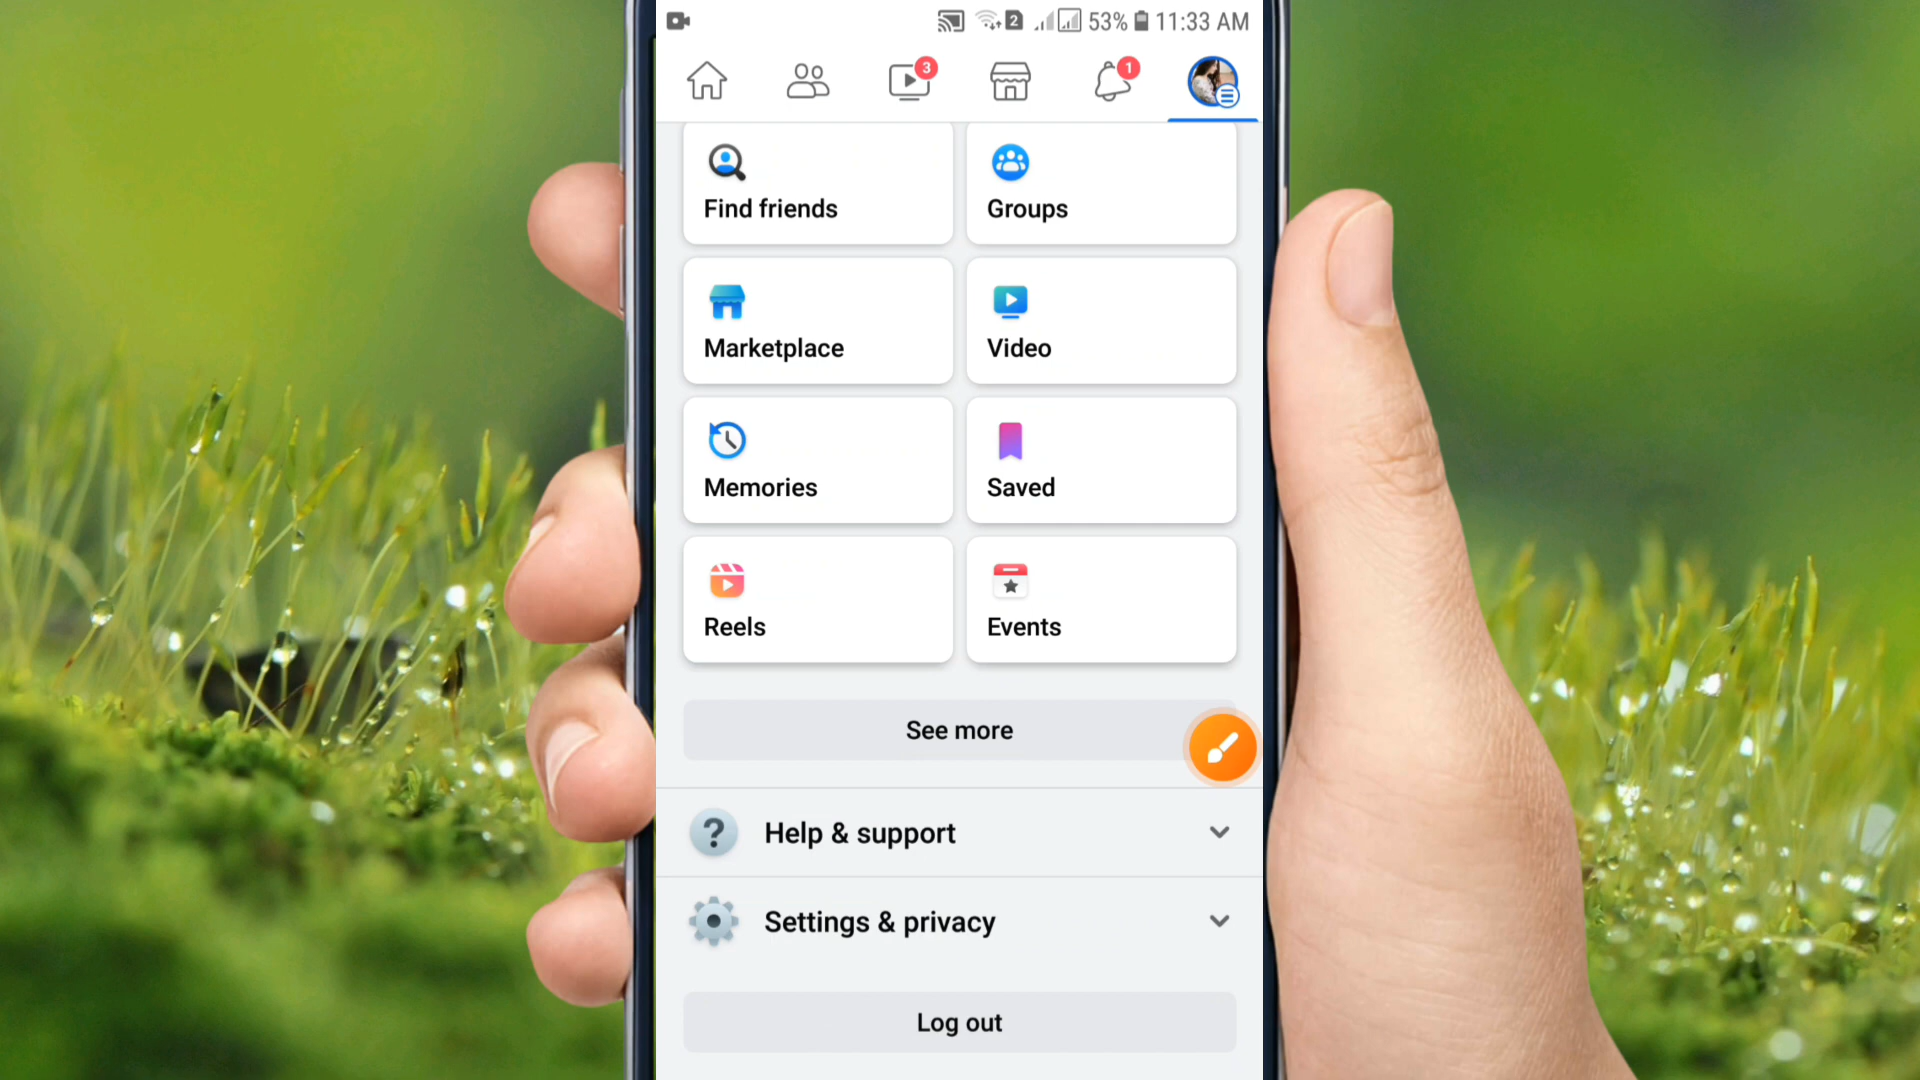 2 53% 11:33 AM
3 1
Find friends Groups
Marketplace Video
Memories Saved
Reels Events
See more
? Help & support
Settings & privacy
Log out